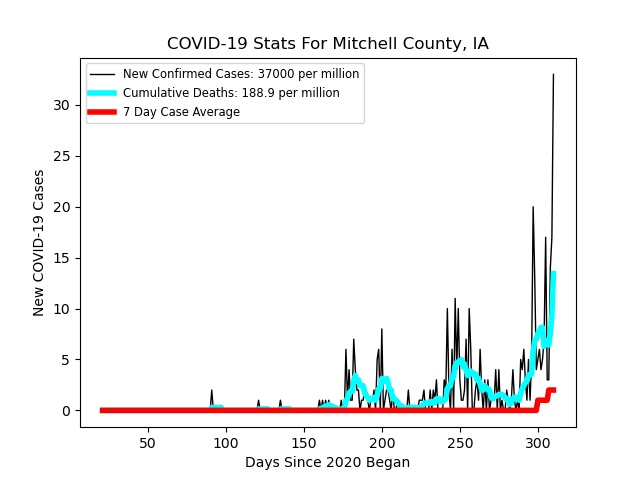 COVID-19 Stats For Mitchell County, IA
New Confirmed Cases: 37000 per million
Cumulative Deaths: 188.9 per million
7 Day Case Average
New COVID-19 Cases
30
25
20
15
10
5
0
50 100 150 200 250 300
Days Since 2020 Began